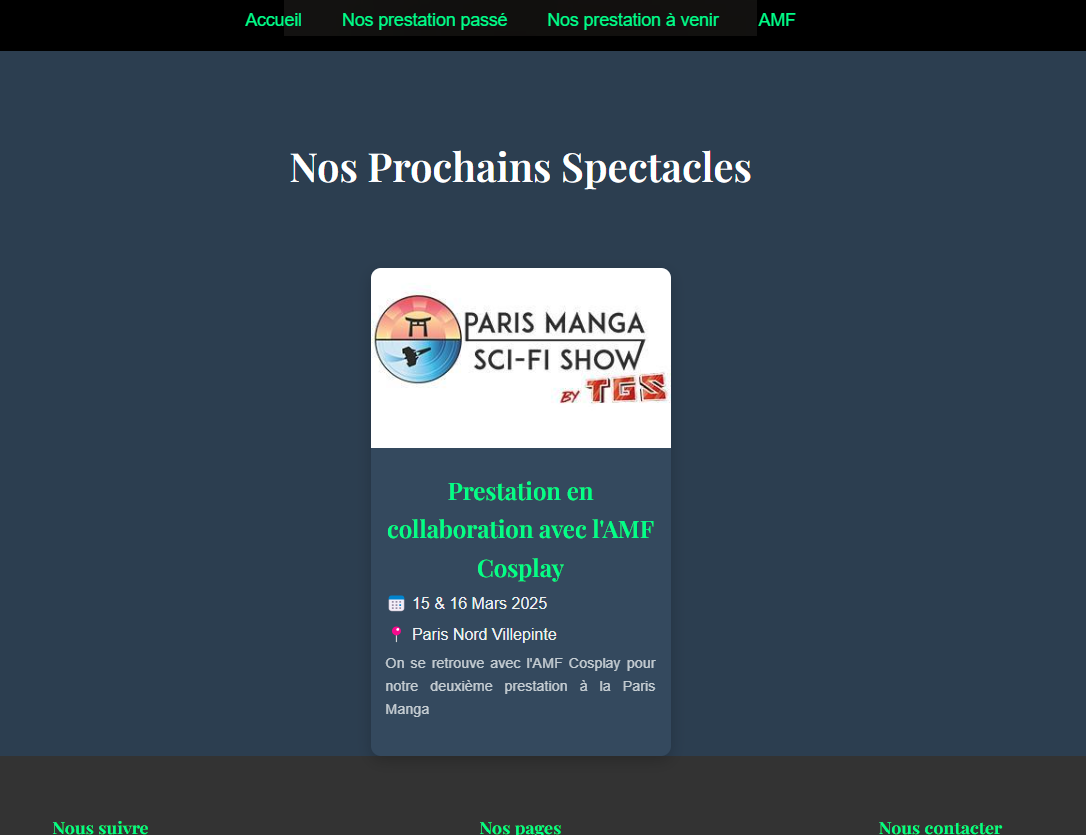 Accueil Nos prestation passé Nos prestation à venir AMF
Nos Prochains Spectacles
PARIS MANGA
SCI-FI SHOW
BY TGS
Prestation en
collaboration avec l'AMF
Cosplay
15 & 16 Mars 2025
Paris Nord Villepinte
On se retrouve avec l'AMF Cosplay pour
notre deuxième prestation à la Paris
Manga
Nous suivre Nos pages Nous contacter